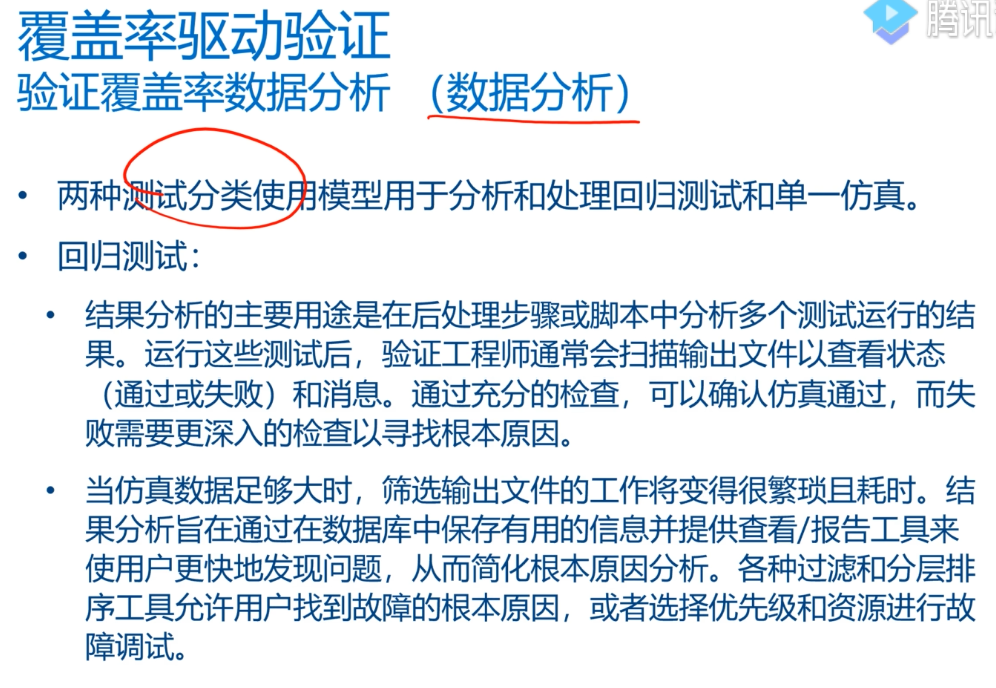 覆盖率驱动验证
腾讯
验证覆盖率数据分析 （数据分析）
• 两种测试分类使用模型用于分析和处理回归测试和单一仿真。
• 回归测试：
• 结果分析的主要用途是在后处理步骤或脚本中分析多个测试运行的结
果。运行这些测试后，验证工程师通常会扫描输出文件以查看状态
（通过或失败）和消息。通过充分的检查，可以确认仿真通过，而失
败需要更深入的检查以寻找根本原因。
• 当仿真数据足够大时，筛选输出文件的工作将变得很繁琐且耗时。结
果分析旨在通过在数据库中保存有用的信息并提供查看/报告工具来
使用户更快地发现问题，从而简化根本原因分析。各种过滤和分层排
序工具允许用户找到故障的根本原因，或者选择优先级和资源进行故
障调试。